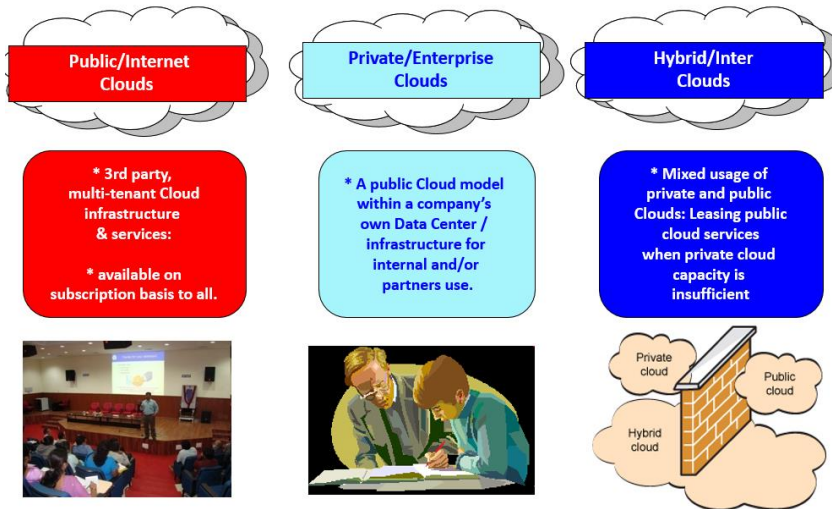 Public/Internet
Clouds
Private/Enterprise
Clouds
Hybrid/Inter
Clouds
* 3rd party,
multi-tenant Cloud
infrastructure
& services:
* available on
subscription basis to all.
* A public Cloud model
within a company's
own Data Center /
infrastructure for
internal and/or
partners use.
* Mixed usage of
private and public
Clouds: Leasing public
cloud services
when private cloud
capacity is
insufficient
Private
cloud
Public
cloud
Hybrid
cloud